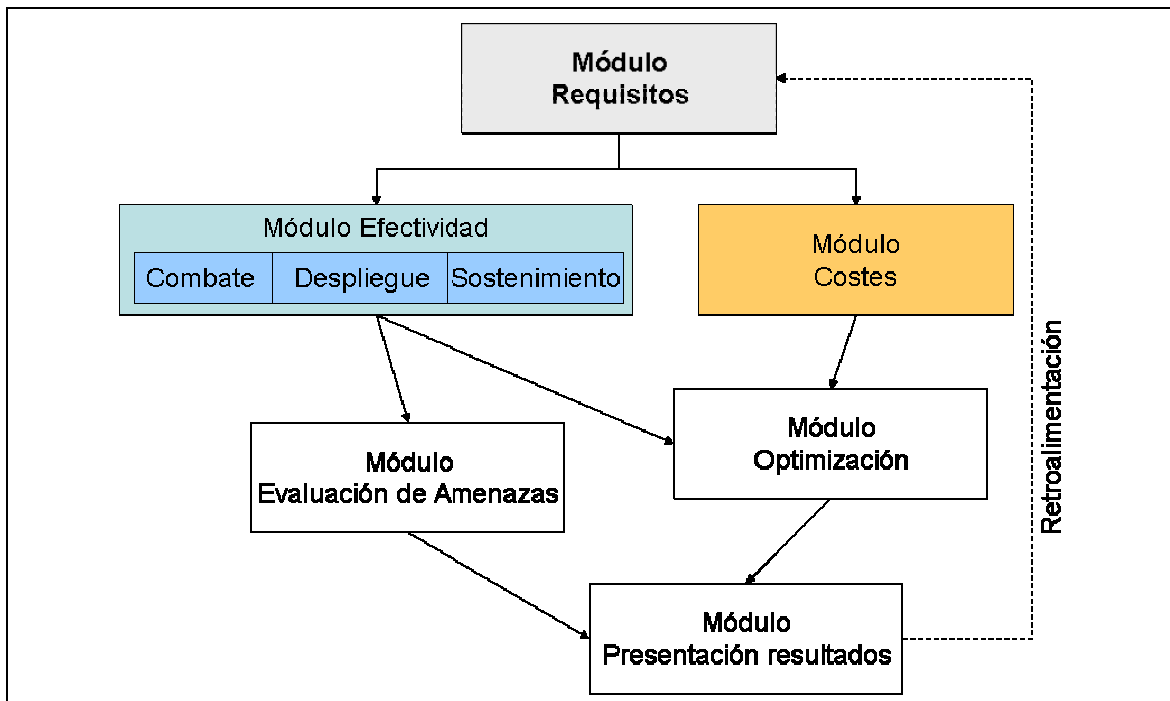 Módulo
Requisitos
Módulo Efectividad
Combate
Despliegue
Sostenimiento
Módulo
Costes
Módulo
Optimización
Módulo
Evaluación de Amenazas
Módulo
Presentación resultados
Retroalimentación